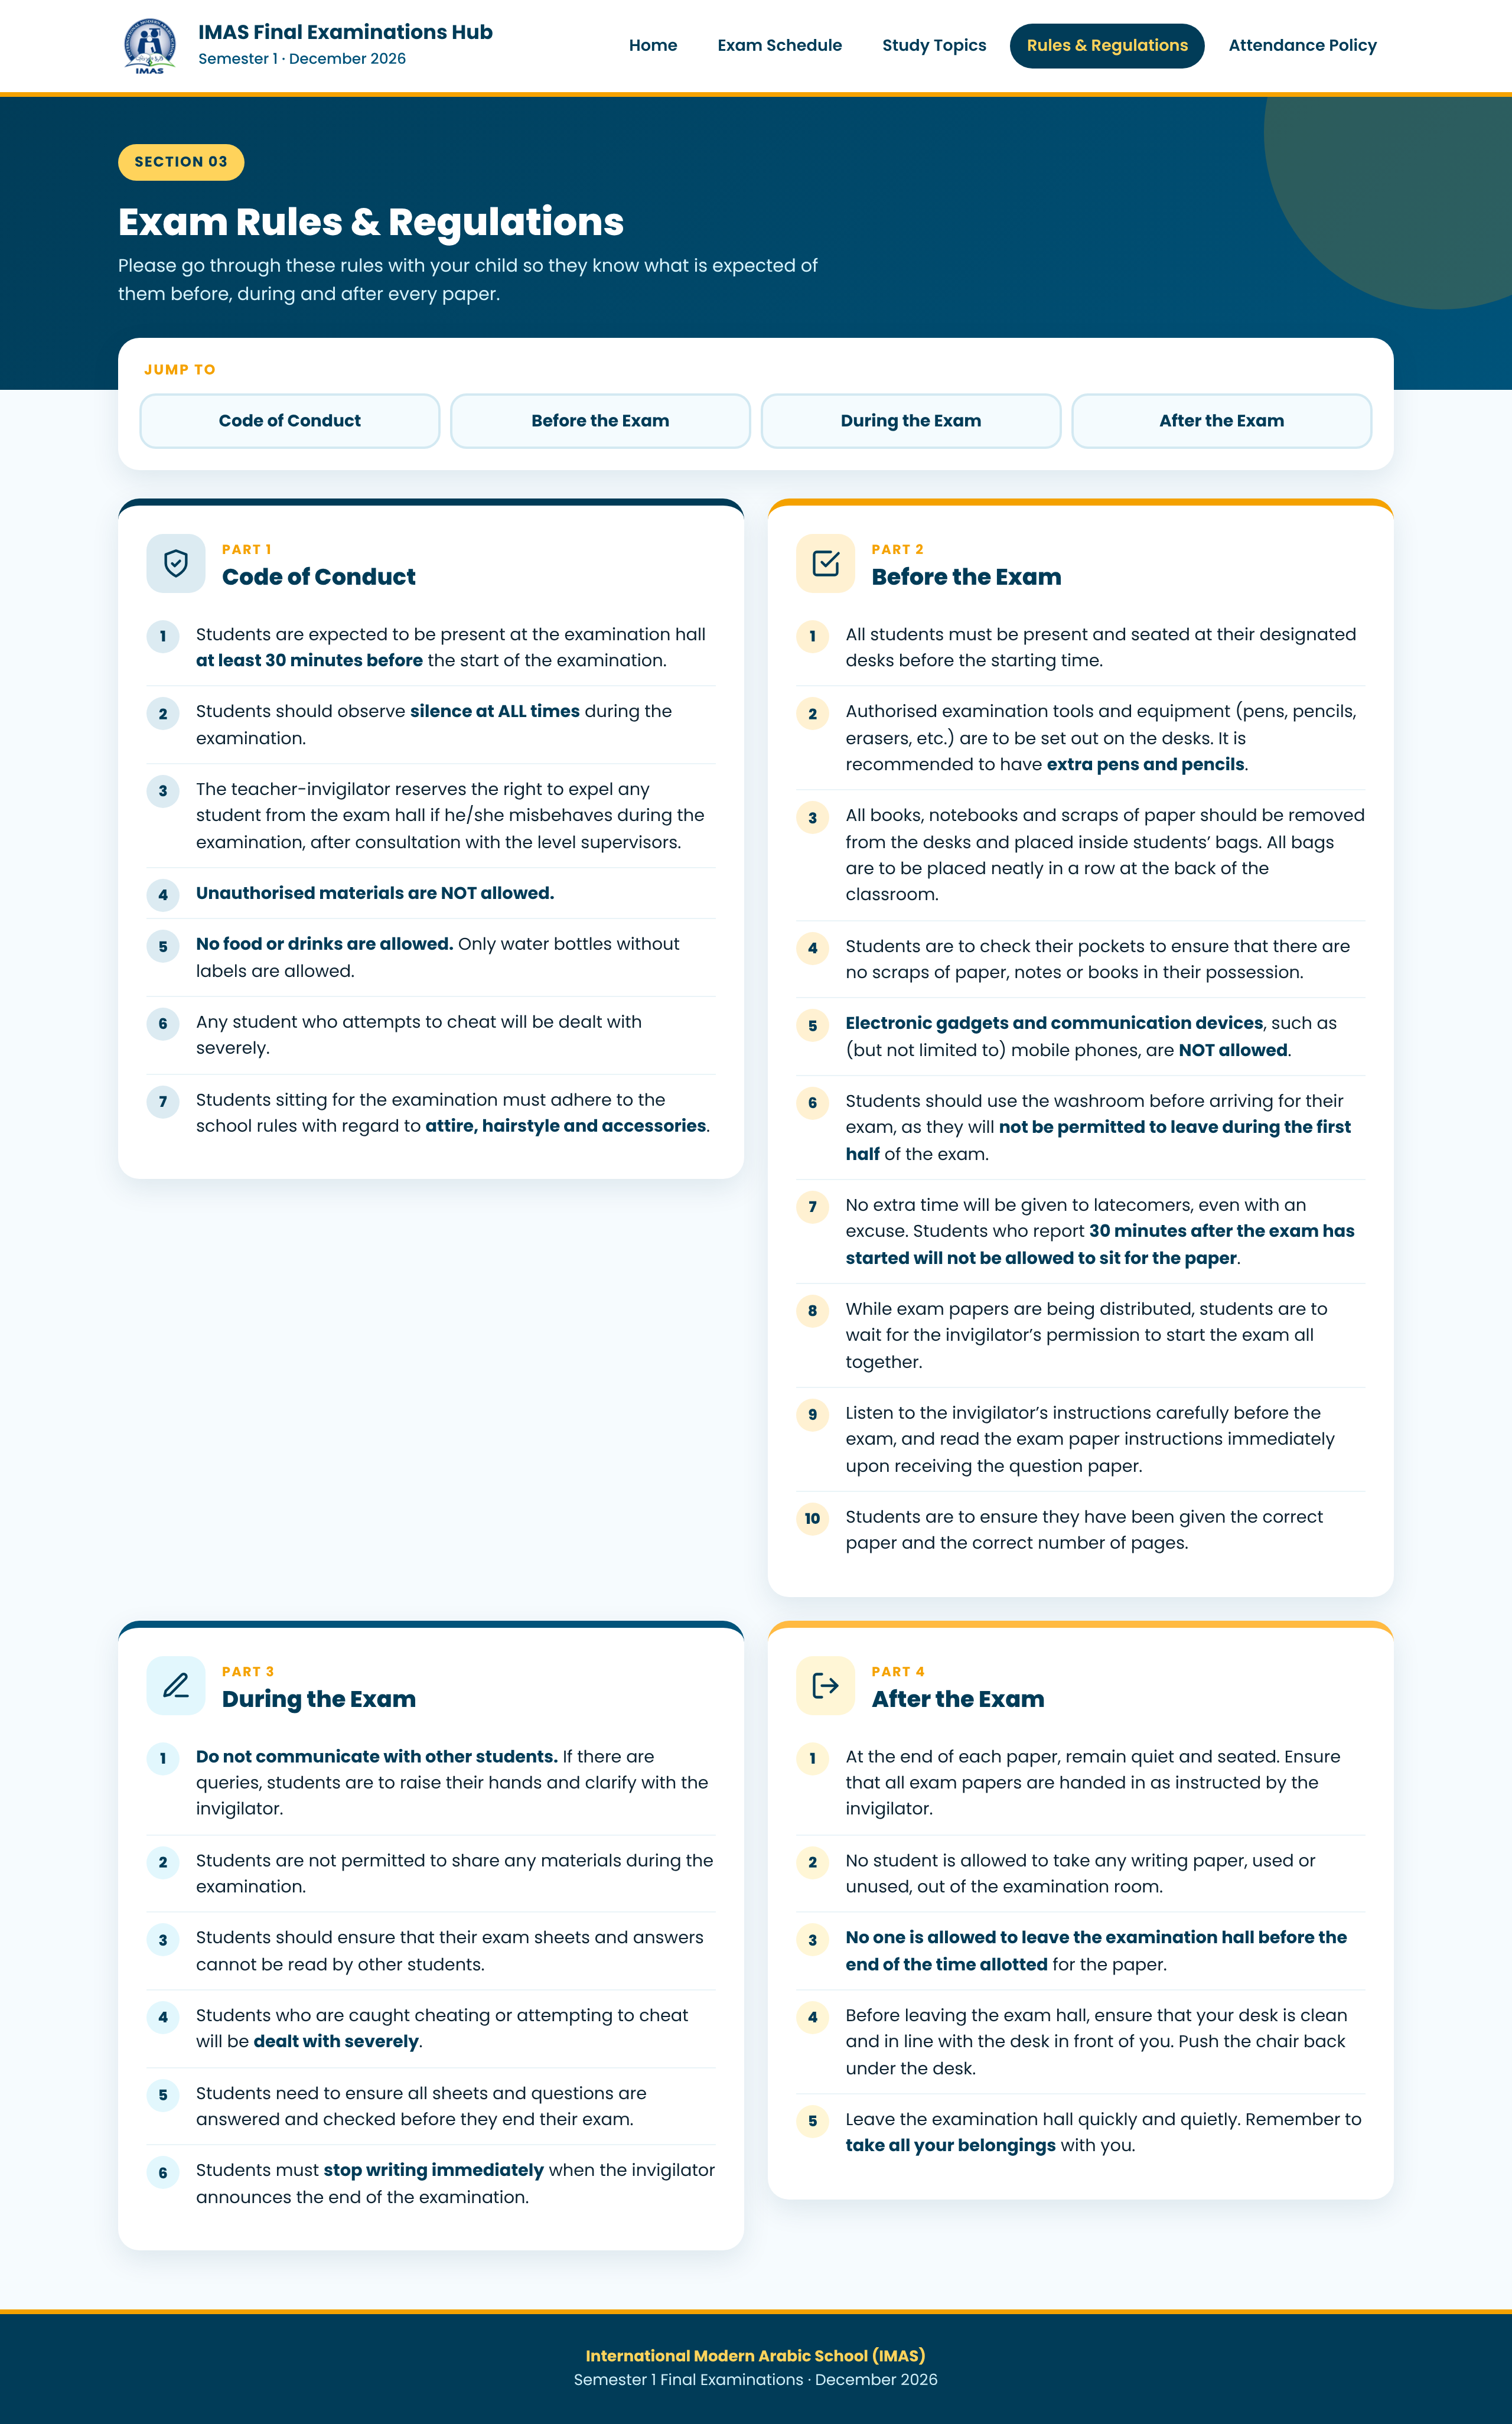 IMAS
IMAS Final Examinations Hub
Semester 1 · December 2026
Home
Exam Schedule
Study Topics
Rules & Regulations
Attendance Policy
SECTION 03
Exam Rules & Regulations
Please go through these rules with your child so they know what is expected of
them before, during and after every paper.
JUMP TO
Code of Conduct
Before the Exam
During the Exam
After the Exam
PART 1
Code of Conduct
1 Students are expected to be present at the examination hall
at least 30 minutes before the start of the examination.
2 Students should observe silence at ALL times during the
examination.
3 The teacher-invigilator reserves the right to expel any
student from the exam hall if he/she misbehaves during the
examination, after consultation with the level supervisors.
4 Unauthorised materials are NOT allowed.
5 No food or drinks are allowed. Only water bottles without
labels are allowed.
6 Any student who attempts to cheat will be dealt with
severely.
7 Students sitting for the examination must adhere to the
school rules with regard to attire, hairstyle and accessories.
PART 2
Before the Exam
1 All students must be present and seated at their designated
desks before the starting time.
2 Authorised examination tools and equipment (pens, pencils,
erasers, etc.) are to be set out on the desks. It is
recommended to have extra pens and pencils.
3 All books, notebooks and scraps of paper should be removed
from the desks and placed inside students’ bags. All bags
are to be placed neatly in a row at the back of the
classroom.
4 Students are to check their pockets to ensure that there are
no scraps of paper, notes or books in their possession.
5 Electronic gadgets and communication devices, such as
(but not limited to) mobile phones, are NOT allowed.
6 Students should use the washroom before arriving for their
exam, as they will not be permitted to leave during the first
half of the exam.
7 No extra time will be given to latecomers, even with an
excuse. Students who report 30 minutes after the exam has
started will not be allowed to sit for the paper.
8 While exam papers are being distributed, students are to
wait for the invigilator’s permission to start the exam all
together.
9 Listen to the invigilator’s instructions carefully before the
exam, and read the exam paper instructions immediately
upon receiving the question paper.
10 Students are to ensure they have been given the correct
paper and the correct number of pages.
PART 3
During the Exam
1 Do not communicate with other students. If there are
queries, students are to raise their hands and clarify with the
invigilator.
2 Students are not permitted to share any materials during the
examination.
3 Students should ensure that their exam sheets and answers
cannot be read by other students.
4 Students who are caught cheating or attempting to cheat
will be dealt with severely.
5 Students need to ensure all sheets and questions are
answered and checked before they end their exam.
6 Students must stop writing immediately when the invigilator
announces the end of the examination.
PART 4
After the Exam
1 At the end of each paper, remain quiet and seated. Ensure
that all exam papers are handed in as instructed by the
invigilator.
2 No student is allowed to take any writing paper, used or
unused, out of the examination room.
3 No one is allowed to leave the examination hall before the
end of the time allotted for the paper.
4 Before leaving the exam hall, ensure that your desk is clean
and in line with the desk in front of you. Push the chair back
under the desk.
5 Leave the examination hall quickly and quietly. Remember to
take all your belongings with you.
International Modern Arabic School (IMAS)
Semester 1 Final Examinations · December 2026